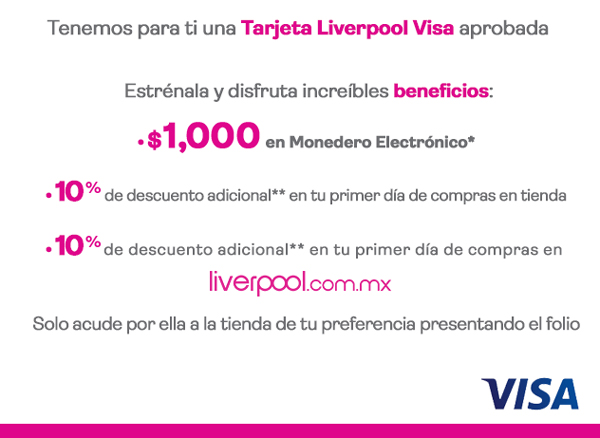 Tenemos para ti una Tarjeta Liverpool Visa aprobada
Estrénala y disfruta increíbles beneficios:
• $1,000 en Monedero Electrónico*
• 10% de descuento adicional** en tu primer día de compras en tienda
• 10% de descuento adicional** en tu primer día de compras en
liverpool.com.mx
Solo acude por ella a la tienda de tu preferencia presentando el folio
VISA